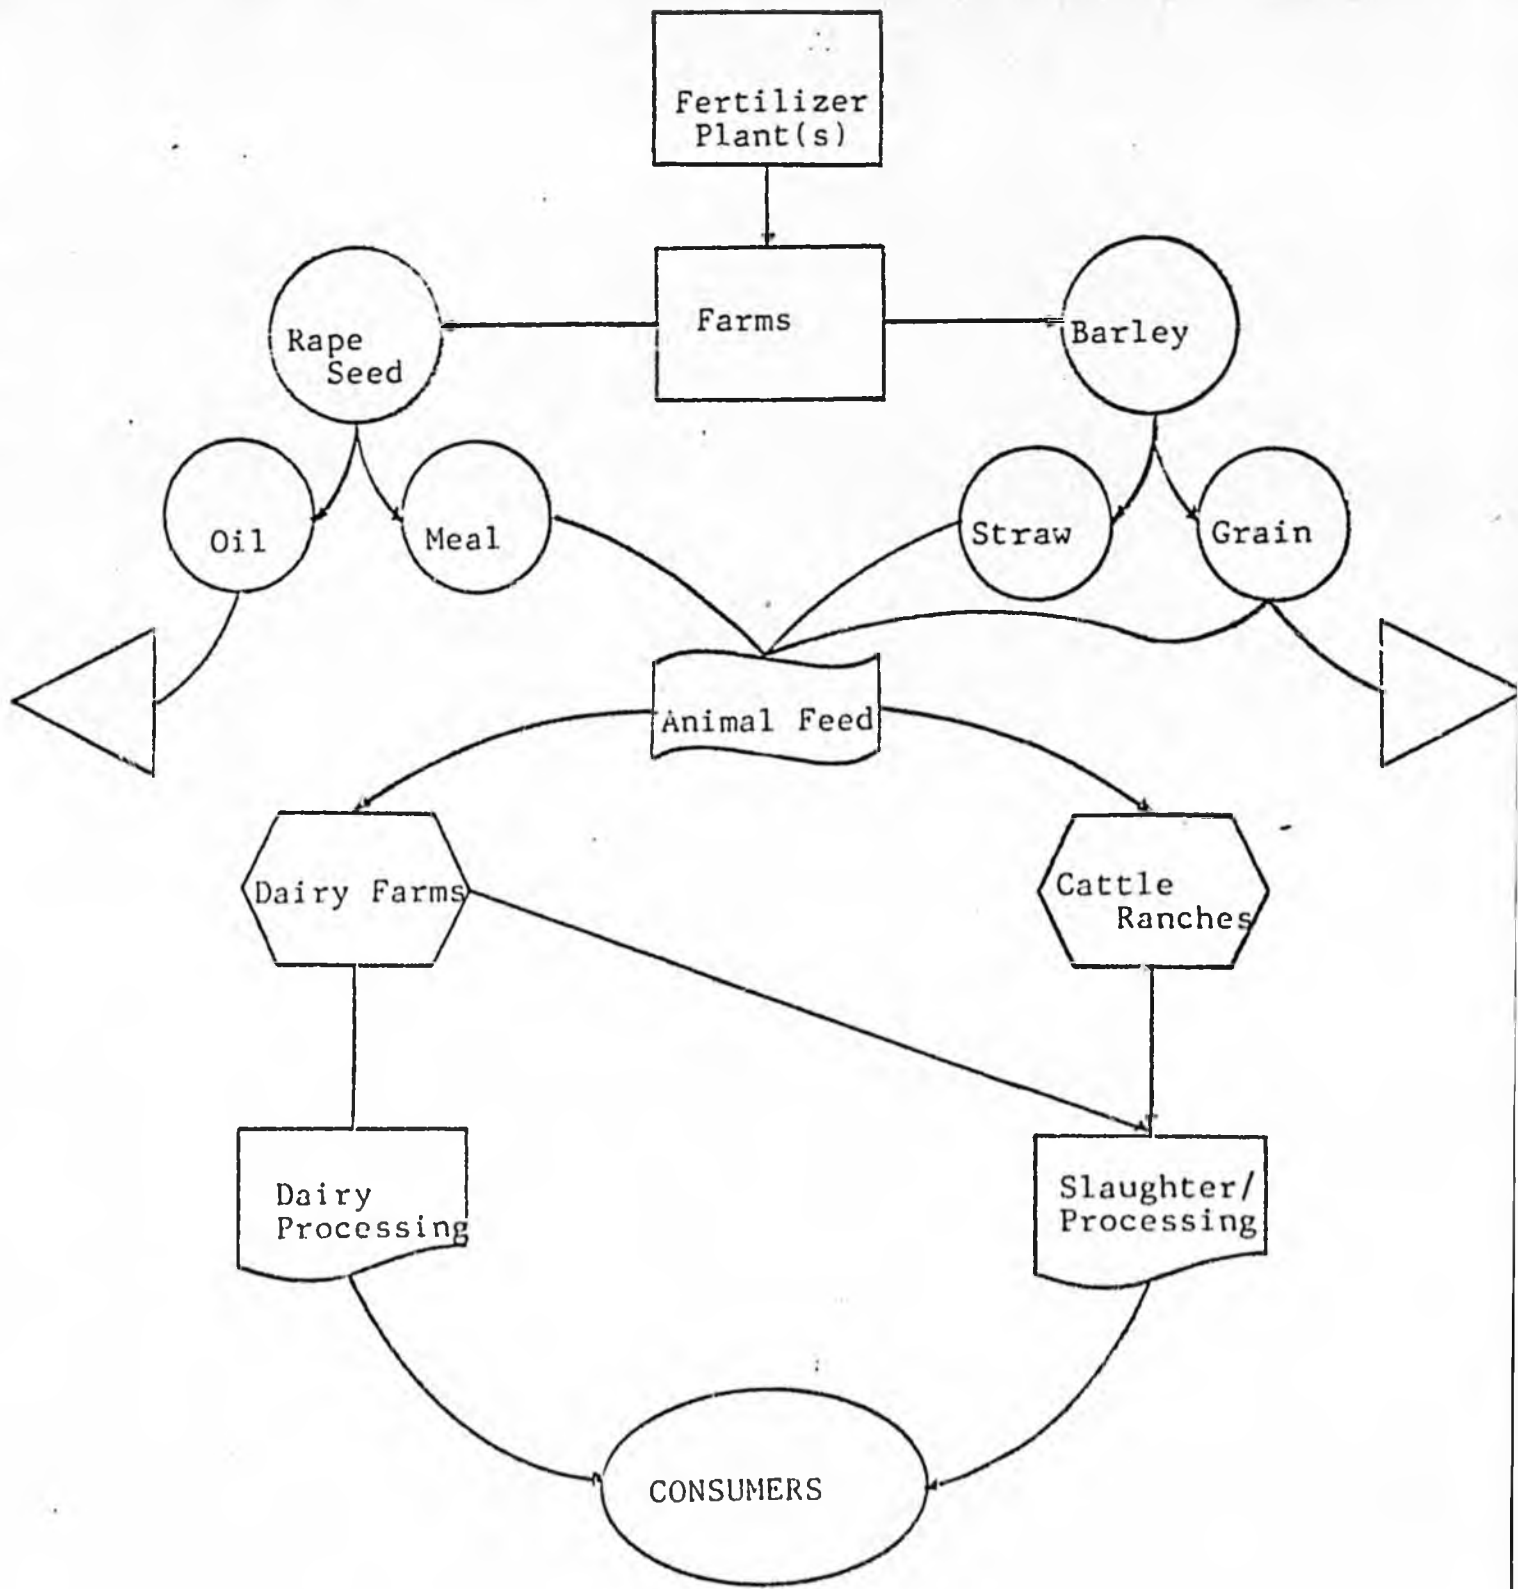 Fertilizer
Plant(s)
Farms
Rape
Seed
Barley
Oil
Meal
Straw
Grain
Animal Feed
Dairy Farms
Cattle
Ranches
Dairy
Processing
Slaughter/
Processing
CONSUMERS